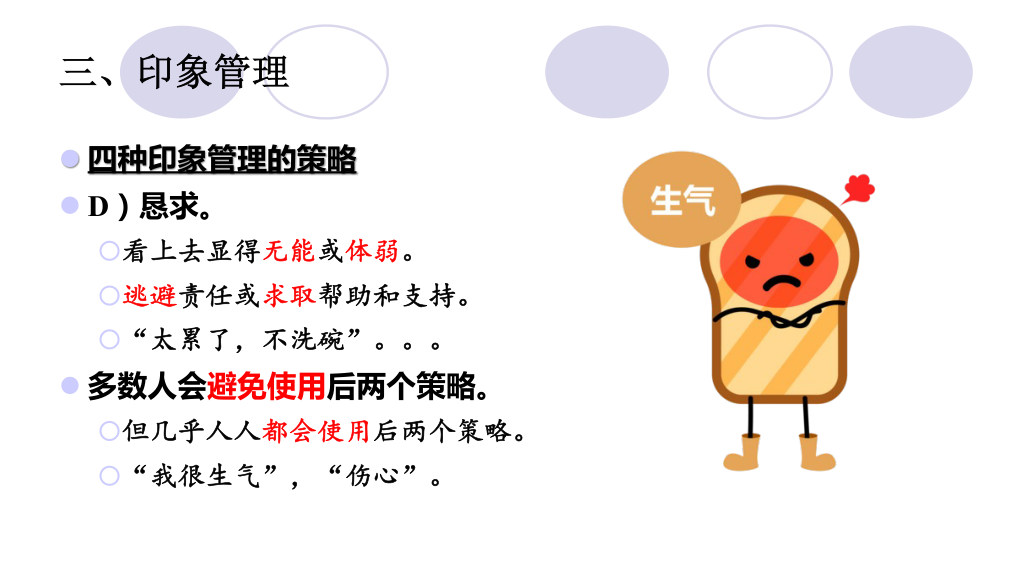 三、印象管理
四种印象管理的策略
D）恳求。
看上去显得无能或体弱。
逃避责任或求取帮助和支持。
“太累了，不洗碗”。。。
多数人会避免使用后两个策略。
但几乎人人都会使用后两个策略。
“我很生气”，“伤心”。
生气